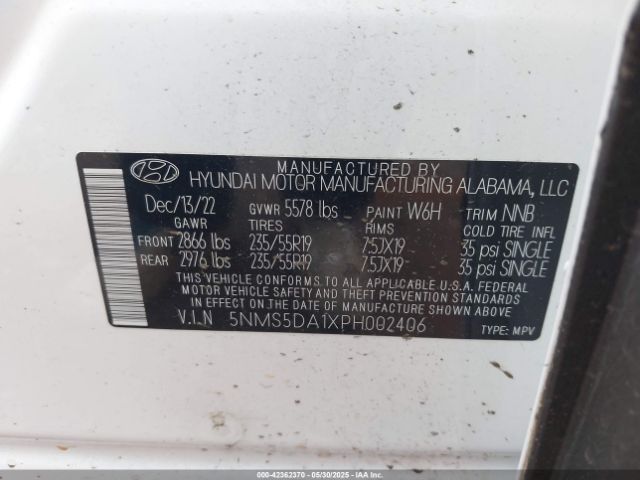 MANUFACTURED BY
HYUNDAI MOTOR MANUFACTURING ALABAMA, LLC
Dec/13/22 GVWR 5578 lbs PAINT W6H TRIM NNB
GAWR TIRES RIMS COLD TIRE INFL
FRONT 2866 lbs 235/55R19 7.5JX19 35 psi SINGLE
REAR 2976 lbs 235/55R19 7.5JX19 35 psi SINGLE
THIS VEHICLE CONFORMS TO ALL APPLICABLE U.S.A. FEDERAL
MOTOR VEHICLE SAFETY AND THEFT PREVENTION STANDARDS IN
EFFECT ON THE DATE OF MANUFACTURE SHOWN ABOVE.
V.I.N 5NMS5DA1XPH002406 TYPE: MPV
000-42362370 - 05/30/2025 - IAAI.COM